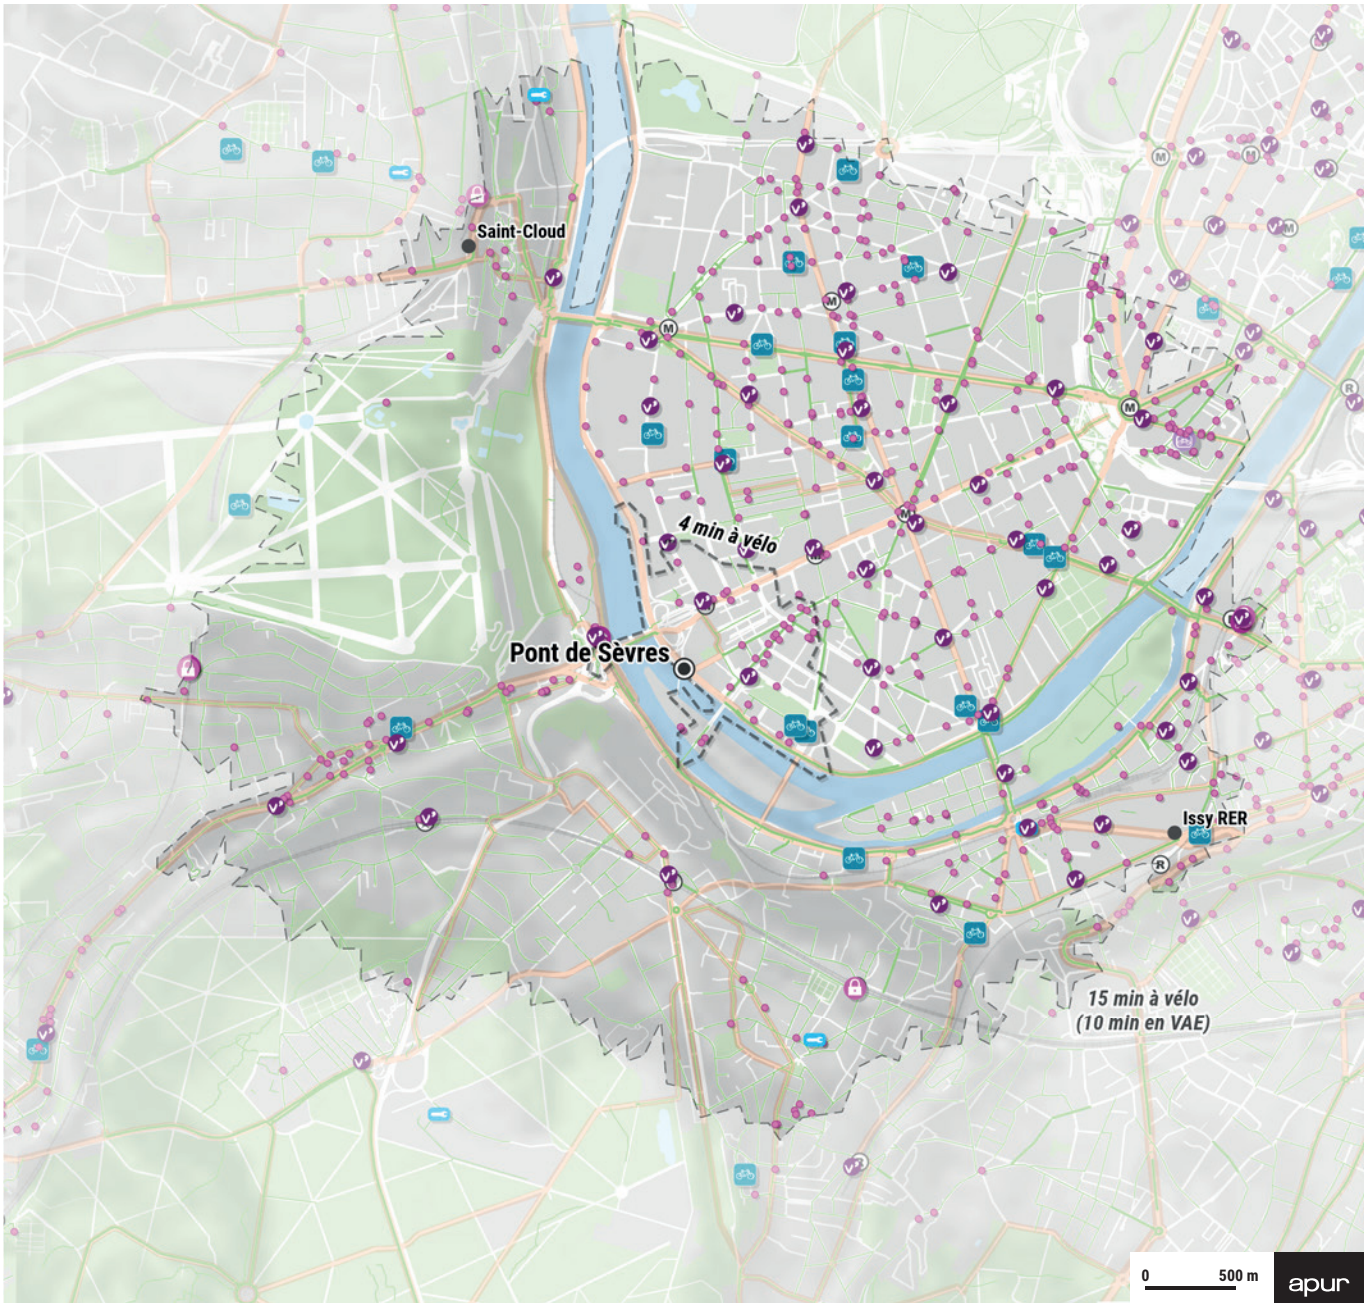 Saint-Cloud
M
M
M
M
M
M
R
M
4 min à vélo
Pont de Sèvres
Issy RER
R
15 min à vélo
(10 min en VAE)
0 500 m
apur